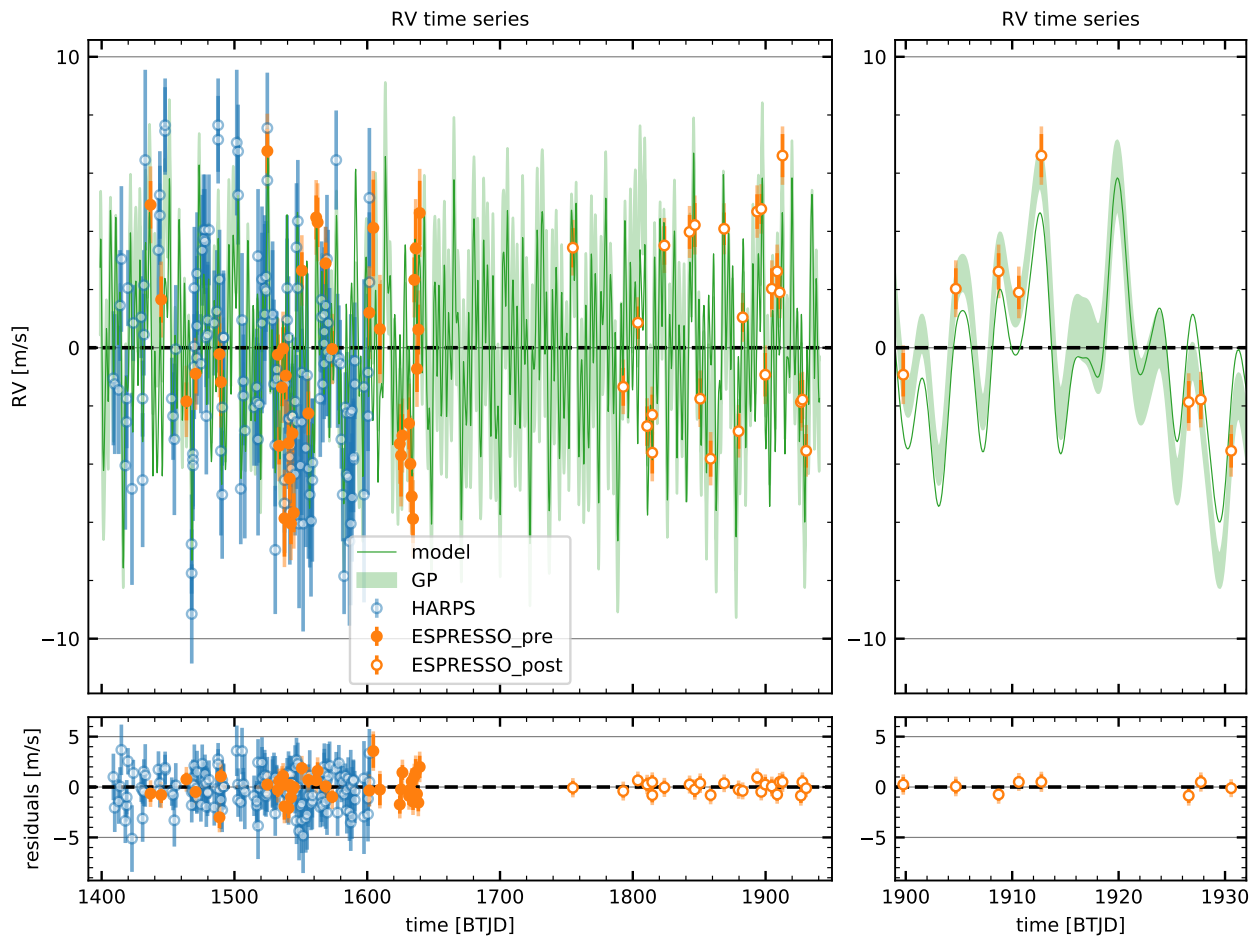 RV time series
RV time series
10
0
−10
RV [m/s]
model
GP
HARPS
ESPRESSO_pre
ESPRESSO_post
10
0
−10
5
0
−5
residuals [m/s]
1400 1500 1600 1700 1800 1900
time [BTJD]
5
0
−5
1900 1910 1920 1930
time [BTJD]